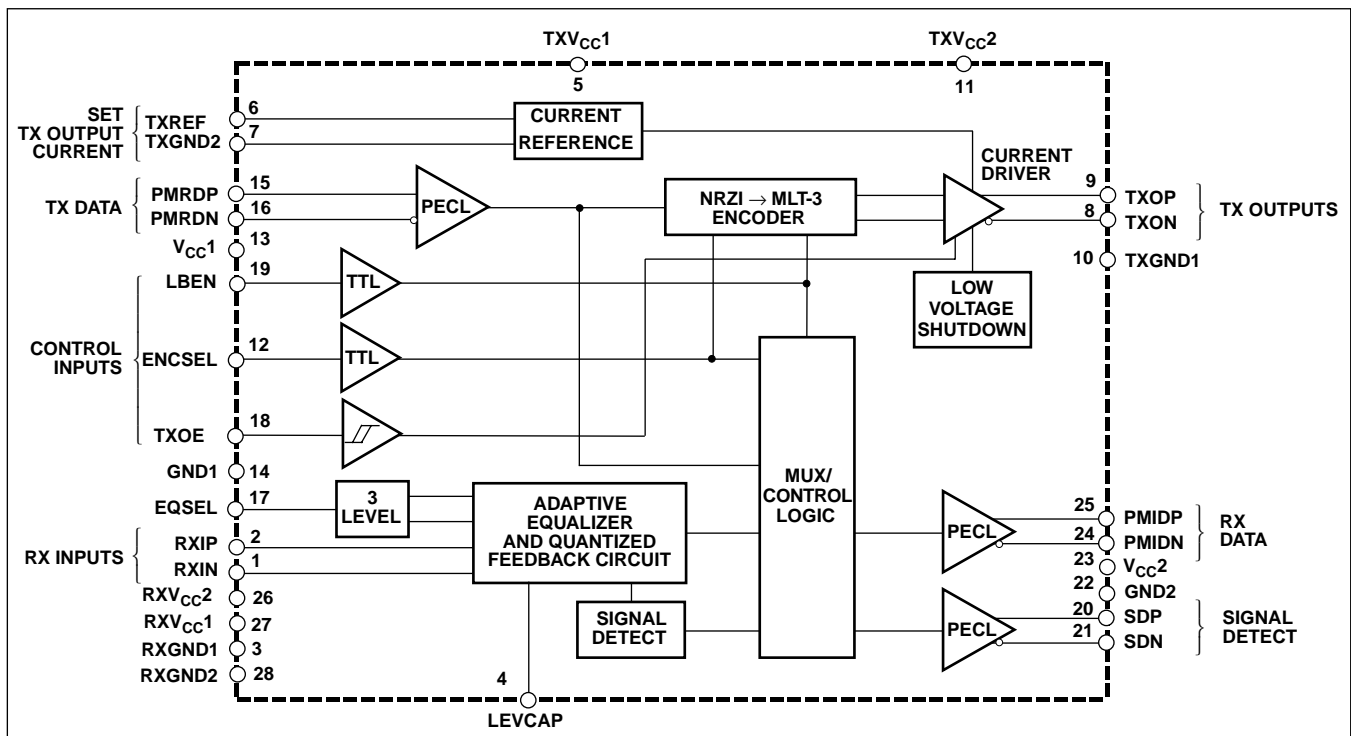 TXVCC1
5
TXVCC2
11
SET
TX OUTPUT
CURRENT
TXREF
6
TXGND2
7
CURRENT
REFERENCE
TX DATA
PMRDP
15
PMRDN
16
PECL
NRZI → MLT-3
ENCODER
CURRENT
DRIVER
9
TXOP
8
TXON
TX OUTPUTS
VCC1
13
10
TXGND1
CONTROL
INPUTS
LBEN
19
TTL
LOW
VOLTAGE
SHUTDOWN
ENCSEL
12
TTL
TXOE
18
GND1
14
EQSEL
17
3
LEVEL
ADAPTIVE
EQUALIZER
AND QUANTIZED
FEEDBACK CIRCUIT
MUX/
CONTROL
LOGIC
RX INPUTS
RXIP
2
RXIN
1
PECL
25
PMIDP
24
PMIDN
RX
DATA
23
VCC2
22
GND2
RXVCC2
26
RXVCC1
27
RXGND1
3
RXGND2
28
SIGNAL
DETECT
PECL
20
SDP
21
SDN
SIGNAL
DETECT
4
LEVCAP